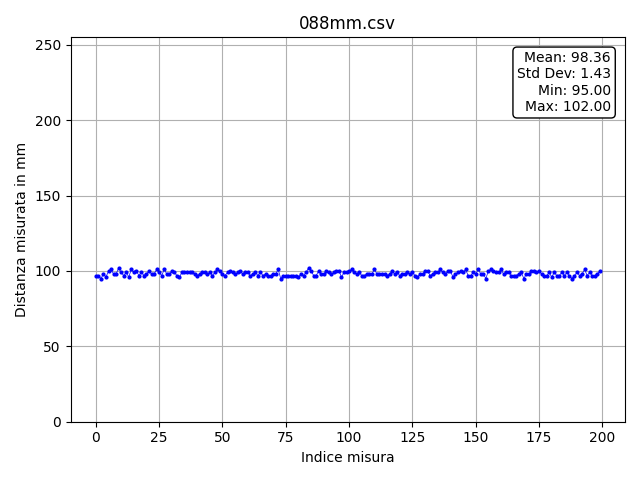 088mm.csv
Mean: 98.36
Std Dev: 1.43
Min: 95.00
Max: 102.00
Distanza misurata in mm
250
200
150
100
50
0
0 25 50 75 100 125 150 175 200
Indice misura